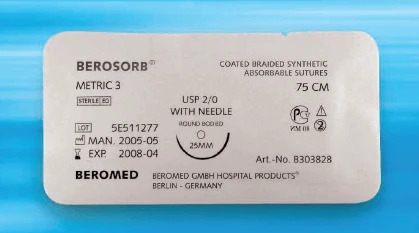 BEROSORB®
COATED BRAIDED SYNTHETIC
ABSORBABLE SUTURES
METRIC 3
75 CM
STERILE EO
USP 2/0
WITH NEEDLE
ROUND BODIED
25MM
LOT 5E511277
MAN. 2005-05
EXP. 2008-04
2
Art.-No. B303828
BEROMED BEROMED GMBH HOSPITAL PRODUCTS®
BERLIN - GERMANY